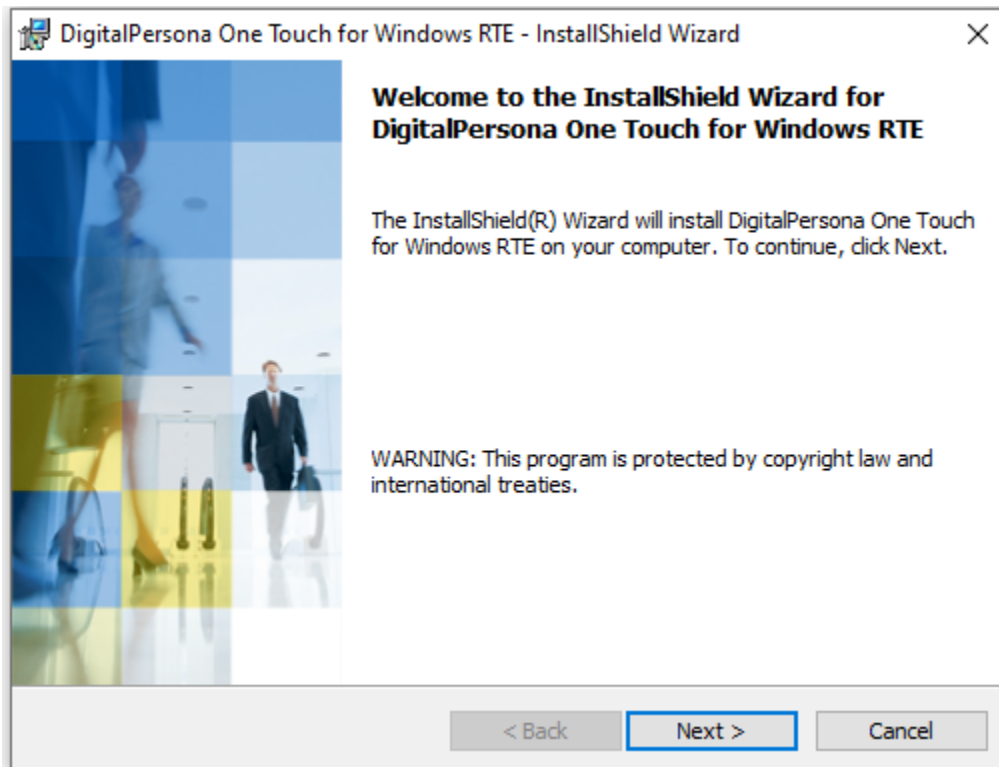 DigitalPersona One Touch for Windows RTE - InstallShield Wizard
Welcome to the InstallShield Wizard for
DigitalPersona One Touch for Windows RTE
The InstallShield(R) Wizard will install DigitalPersona One Touch
for Windows RTE on your computer. To continue, click Next.
WARNING: This program is protected by copyright law and
international treaties.
< Back
Next >
Cancel